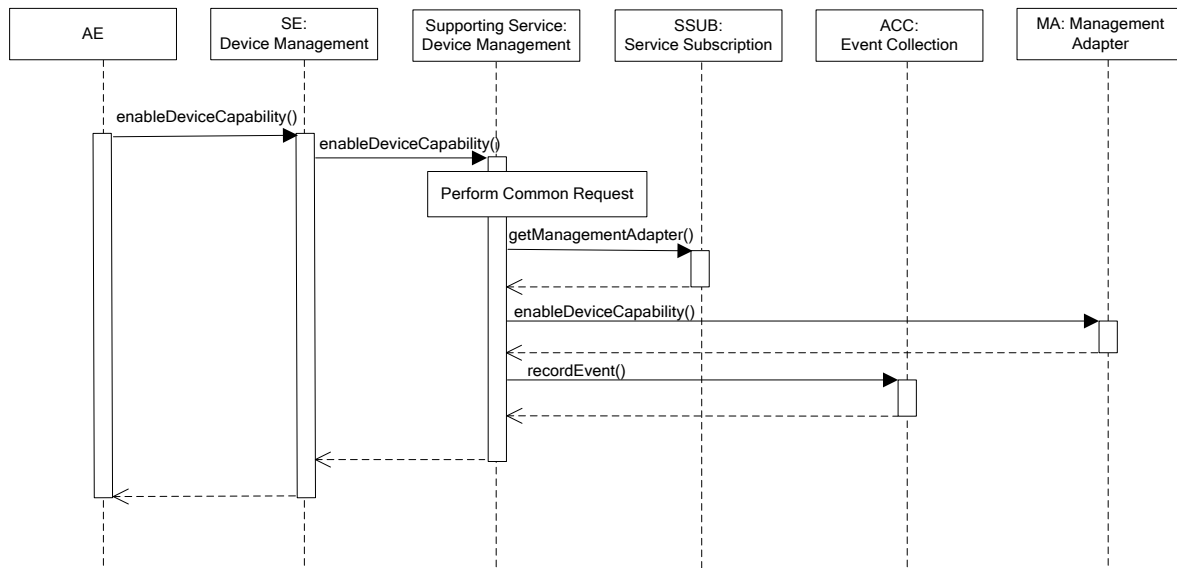 AE
SE:
Device Management
Supporting Service:
Device Management
SSUB:
Service Subscription
ACC:
Event Collection
MA: Management
Adapter
enableDeviceCapability()
enableDeviceCapability()
Perform Common Request
getManagementAdapter()
enableDeviceCapability()
recordEvent()